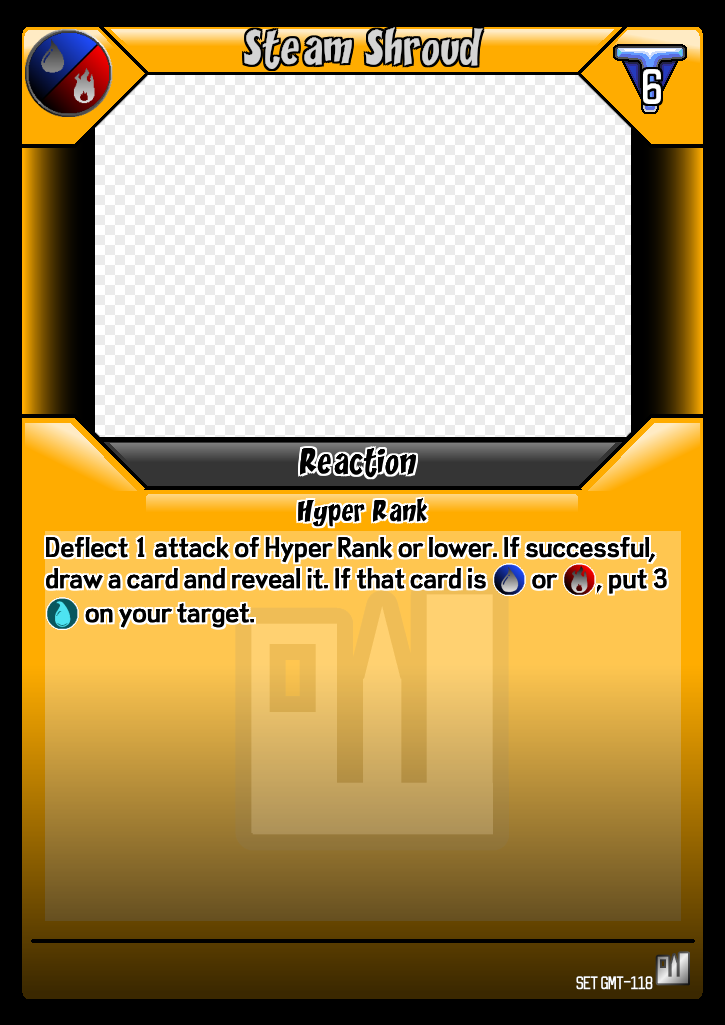 Steam Shroud
6
Reaction
Hyper Rank
Deflect 1 attack of Hyper Rank or lower. If successful,
draw a card and reveal it. If that card is or , put 3
on your target.
SET GMT-118